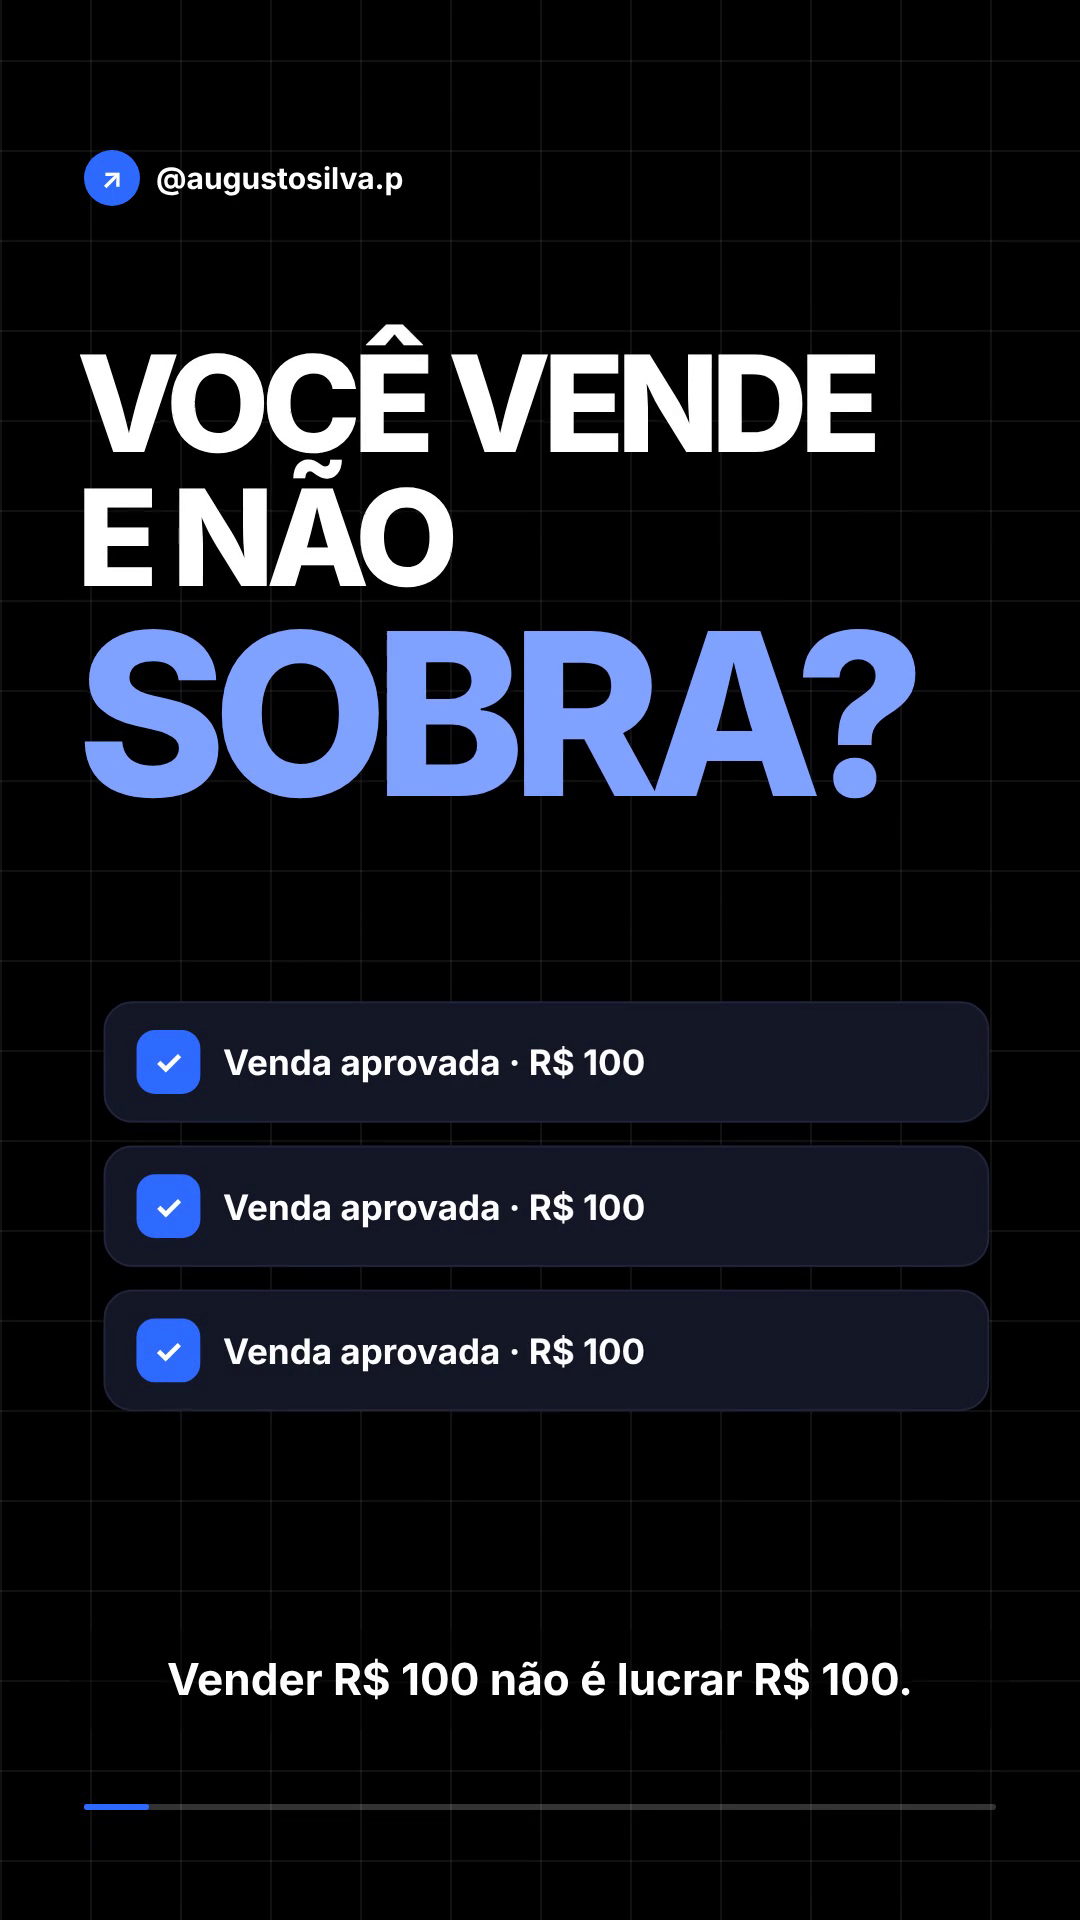 @augustosilva.p
VOCÊ VENDE
E NÃO
SOBRA?
Venda aprovada · R$ 100
Venda aprovada · R$ 100
Venda aprovada · R$ 100
Vender R$ 100 não é lucrar R$ 100.